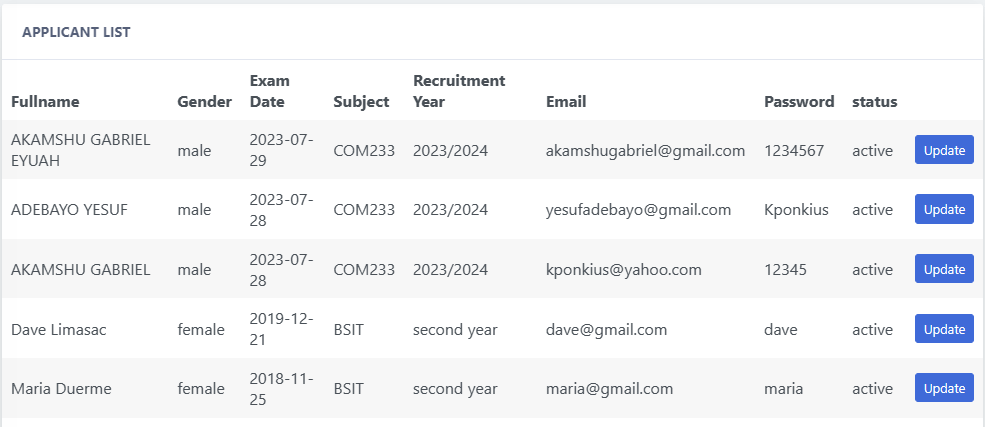 APPLICANT LIST
Fullname Gender Exam Date Subject Recruitment Year Email Password status
AKAMSHU GABRIEL EYUAH male 2023-07-29 COM233 2023/2024 akamshugabriel@gmail.com 1234567 active Update
ADEBAYO YESUF male 2023-07-28 COM233 2023/2024 yesufadebayo@gmail.com Kponkius active Update
AKAMSHU GABRIEL male 2023-07-28 COM233 2023/2024 kponkius@yahoo.com 12345 active Update
Dave Limasac female 2019-12-21 BSIT second year dave@gmail.com dave active Update
Maria Duerme female 2018-11-25 BSIT second year maria@gmail.com maria active Update